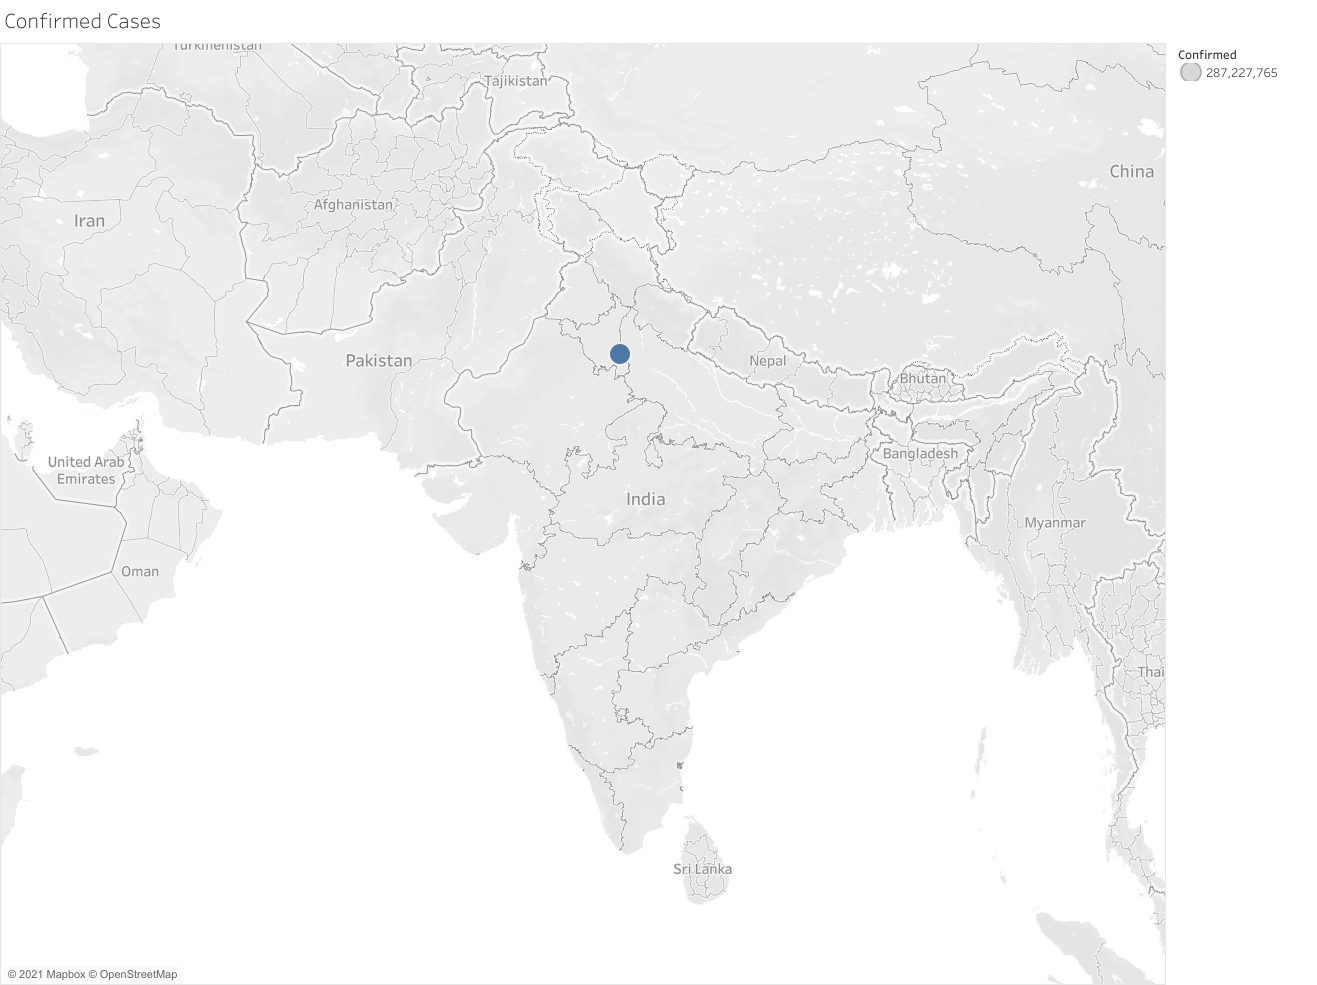 Confirmed Cases
Turkmenistan
Confirmed
287,227,765
Tajikistan
China
Afghanistan
Iran
Pakistan
Nepal
Bhutan
Bangladesh
United Arab
Emirates
India
Myanmar
Oman
Thai
Sri Lanka
© 2021 Mapbox © OpenStreetMap